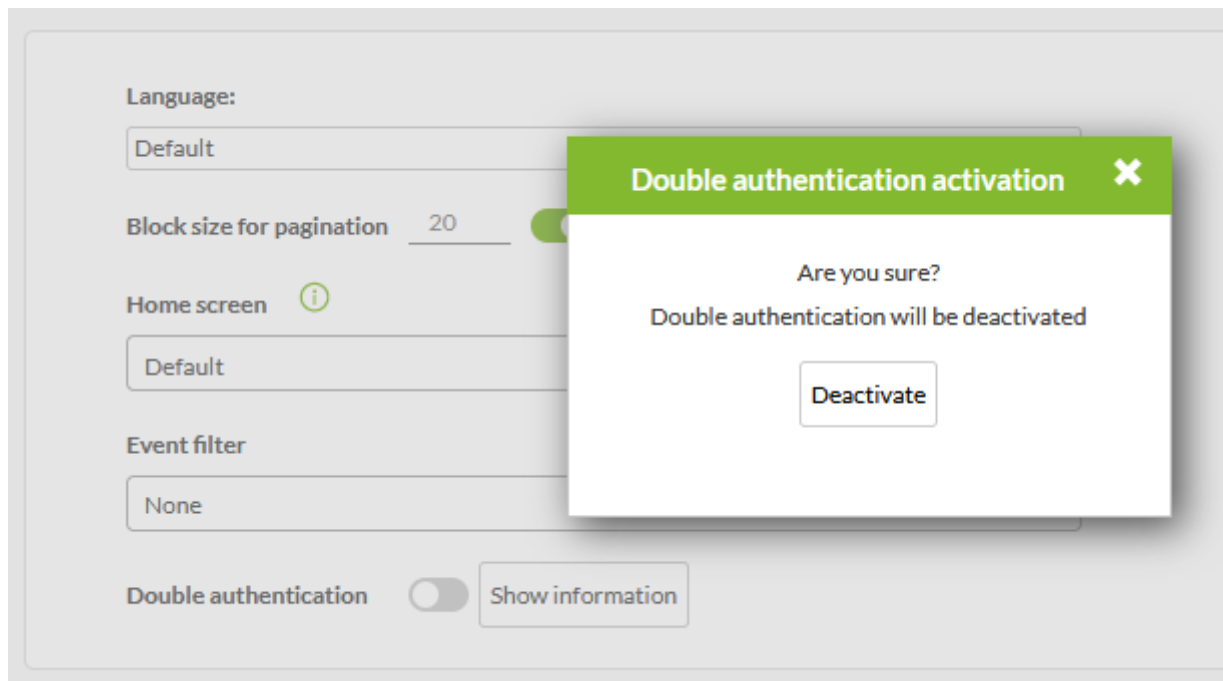 Language:
Default
Block size for pagination 20
Home screen
Default
Event filter
None
Double authentication Show information
Double authentication activation
Are you sure?
Double authentication will be deactivated
Deactivate